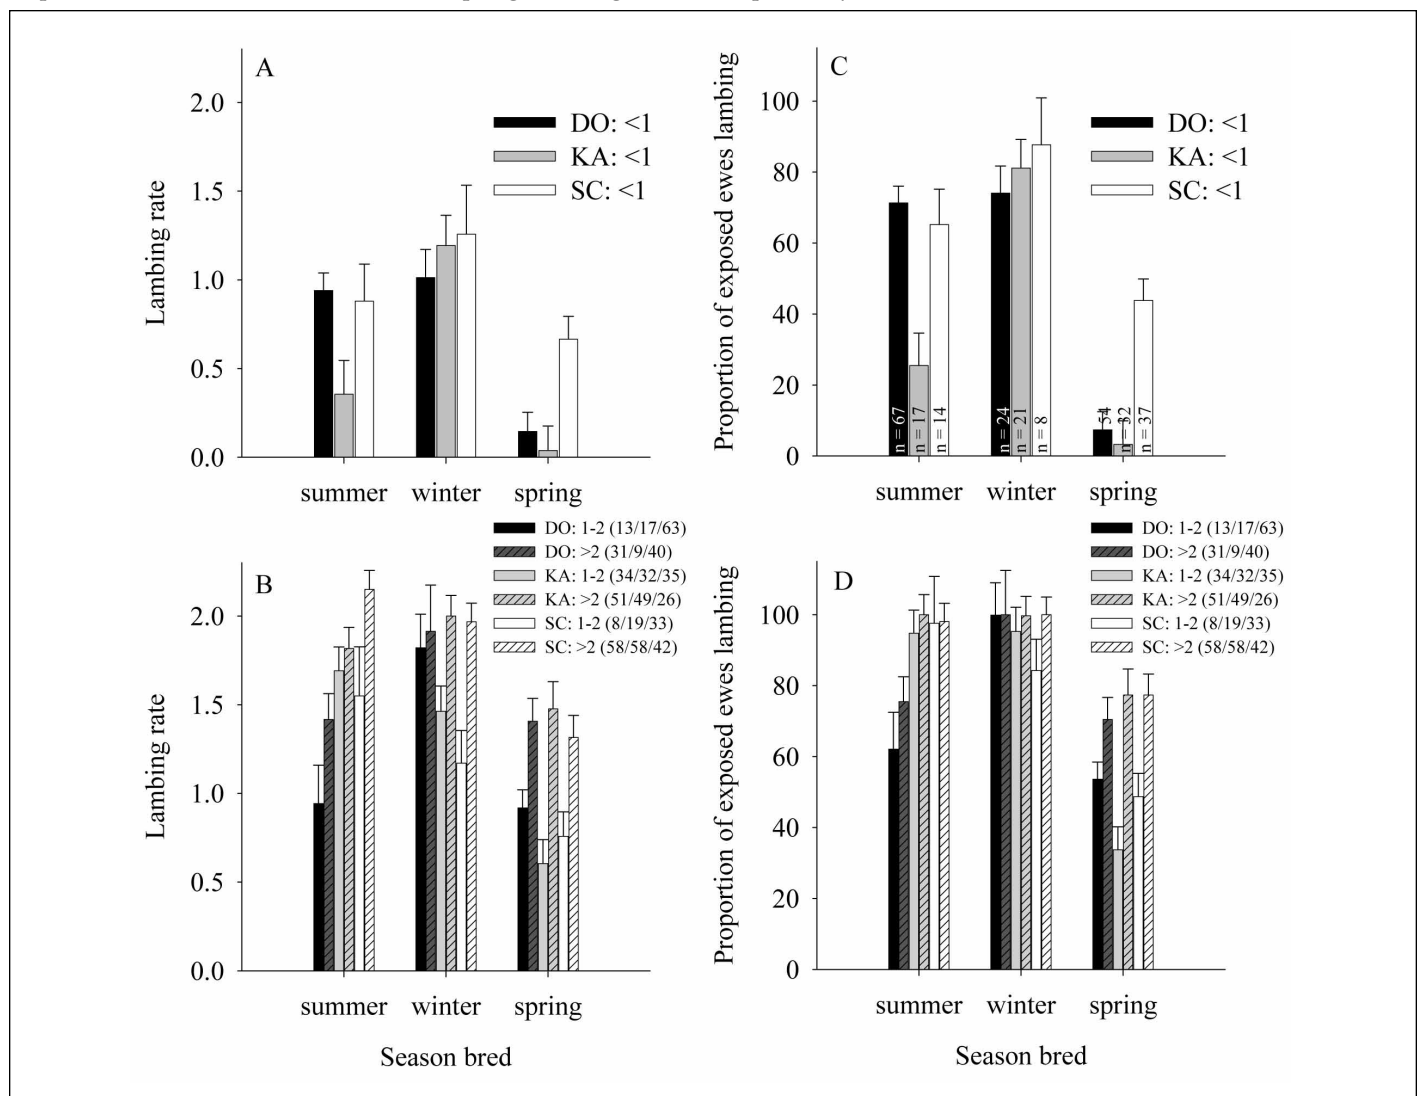 A
2.0
1.5
1.0
0.5
0.0
Lambing rate
DO: <1
KA: <1
SC: <1
summer
winter
spring
C
100
80
60
40
20
0
Proportion of exposed ewes lambing
DO: <1
KA: <1
SC: <1
n = 67
n = 17
n = 14
n = 24
n = 21
n = 8
54
n = 32
n = 37
summer
winter
spring
B
2.0
1.5
1.0
0.5
0.0
Lambing rate
DO: 1-2 (13/17/63)
DO: >2 (31/9/40)
KA: 1-2 (34/32/35)
KA: >2 (51/49/26)
SC: 1-2 (8/19/33)
SC: >2 (58/58/42)
summer
winter
spring
Season bred
D
100
80
60
40
20
0
Proportion of exposed ewes lambing
DO: 1-2 (13/17/63)
DO: >2 (31/9/40)
KA: 1-2 (34/32/35)
KA: >2 (51/49/26)
SC: 1-2 (8/19/33)
SC: >2 (58/58/42)
summer
winter
spring
Season bred